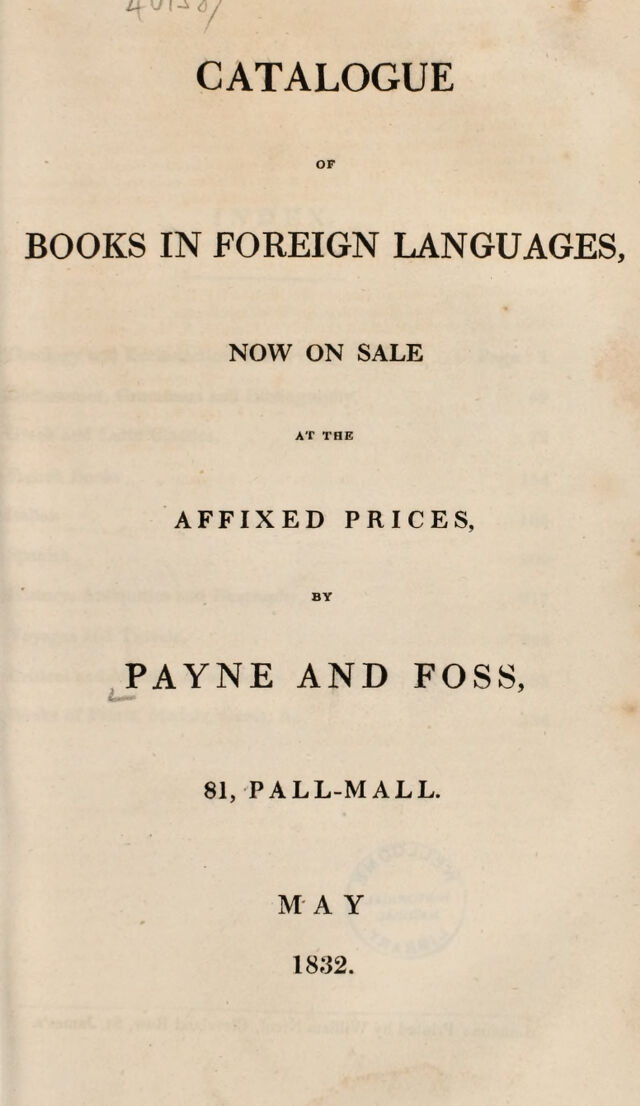 CATALOGUE
OF
BOOKS IN FOREIGN LANGUAGES,
NOW ON SALE
AT THE
AFFIXED PRICES,
BY
PAYNE AND FOSS,
81, PALL-MALL.
MAY
1832.